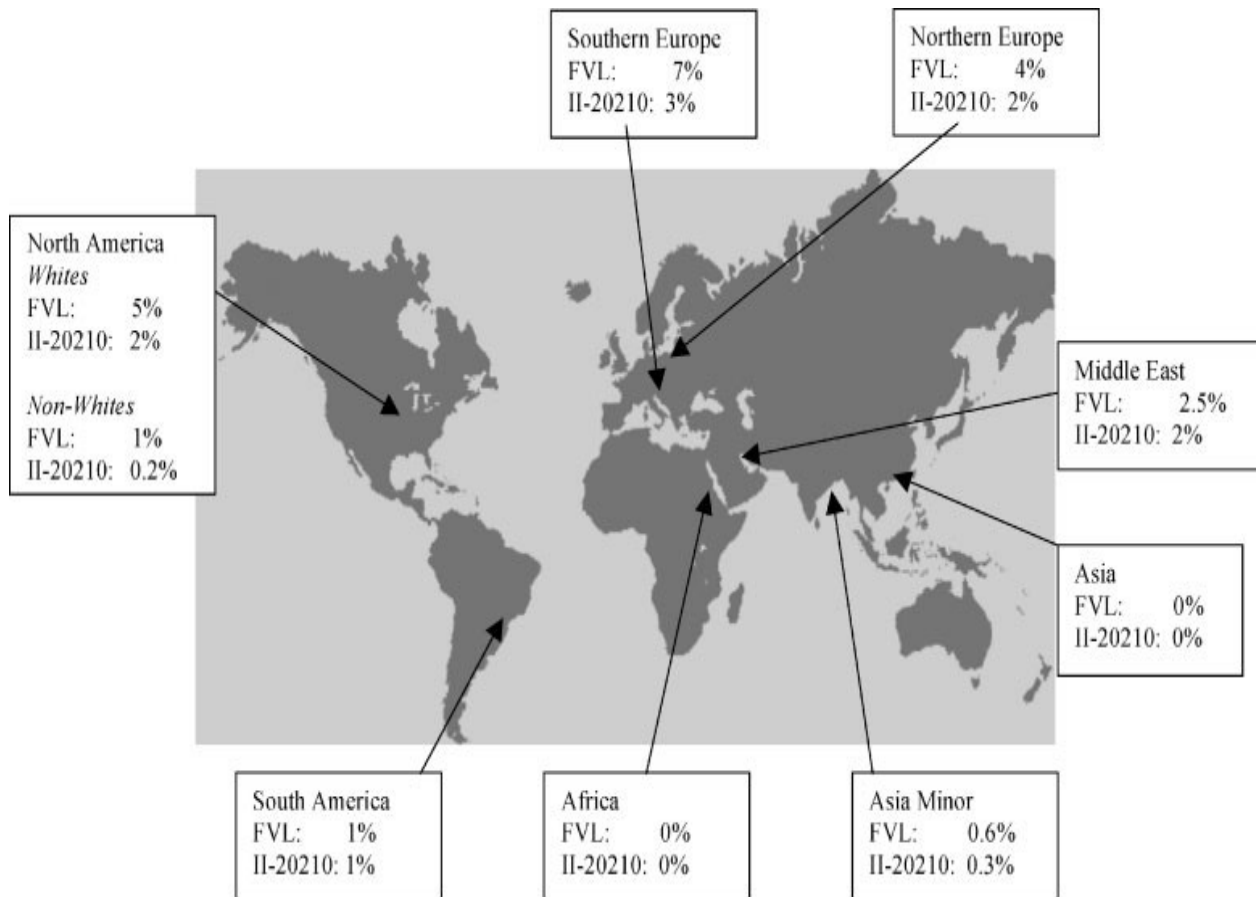 Southern Europe
FVL: 7%
II-20210: 3%
Northern Europe
FVL: 4%
II-20210: 2%
North America
Whites
FVL: 5%
II-20210: 2%
Non-Whites
FVL: 1%
II-20210: 0.2%
Middle East
FVL: 2.5%
II-20210: 2%
Asia
FVL: 0%
II-20210: 0%
South America
FVL: 1%
II-20210: 1%
Africa
FVL: 0%
II-20210: 0%
Asia Minor
FVL: 0.6%
II-20210: 0.3%